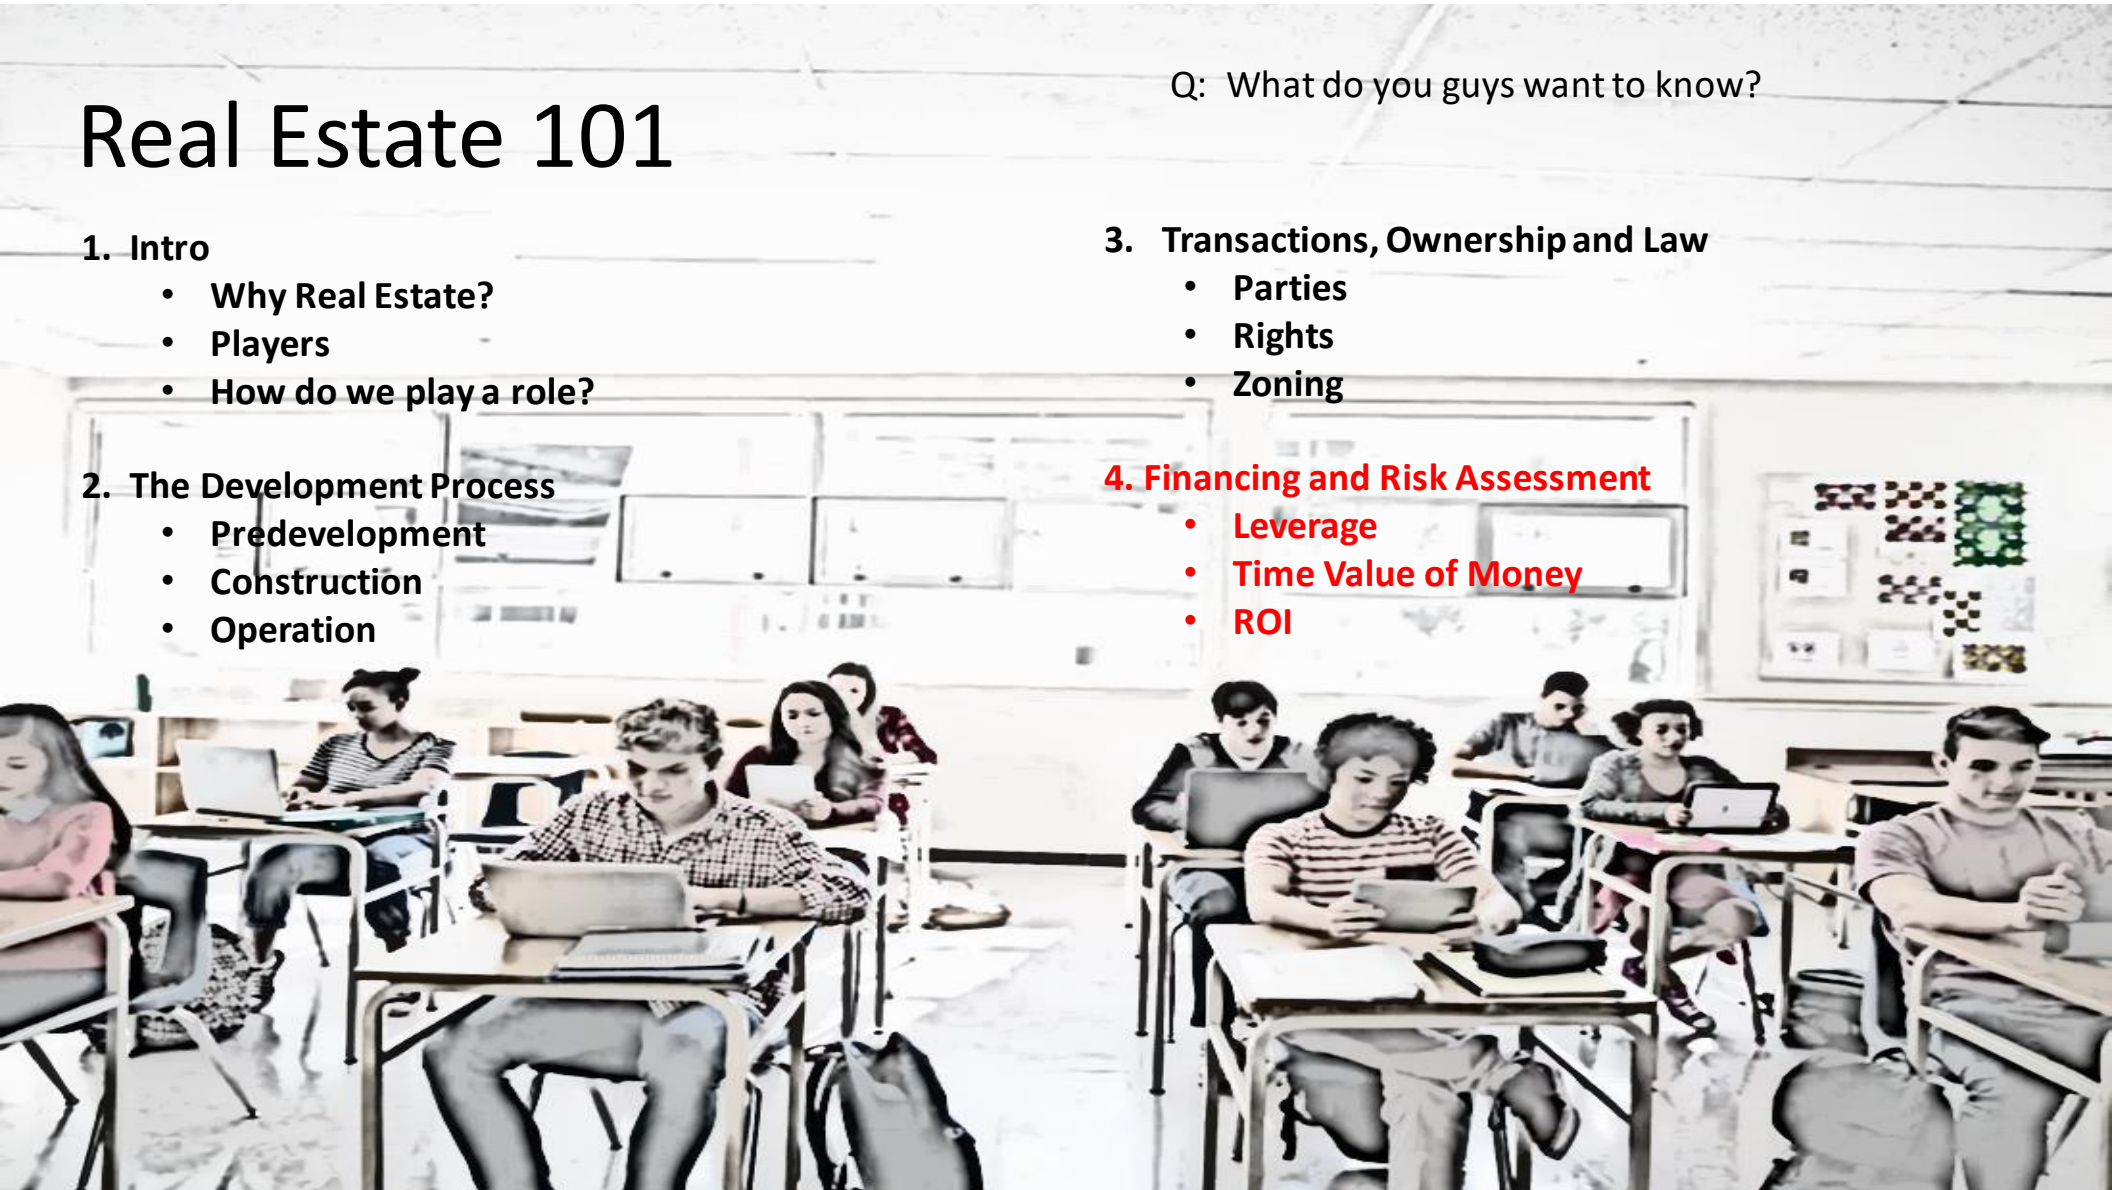 Real Estate 101
Q: What do you guys want to know?
1. Intro
• Why Real Estate?
• Players
• How do we play a role?
2. The Development Process
• Predevelopment
• Construction
• Operation
3. Transactions, Ownership and Law
• Parties
• Rights
• Zoning
4. Financing and Risk Assessment
• Leverage
• Time Value of Money
• ROI